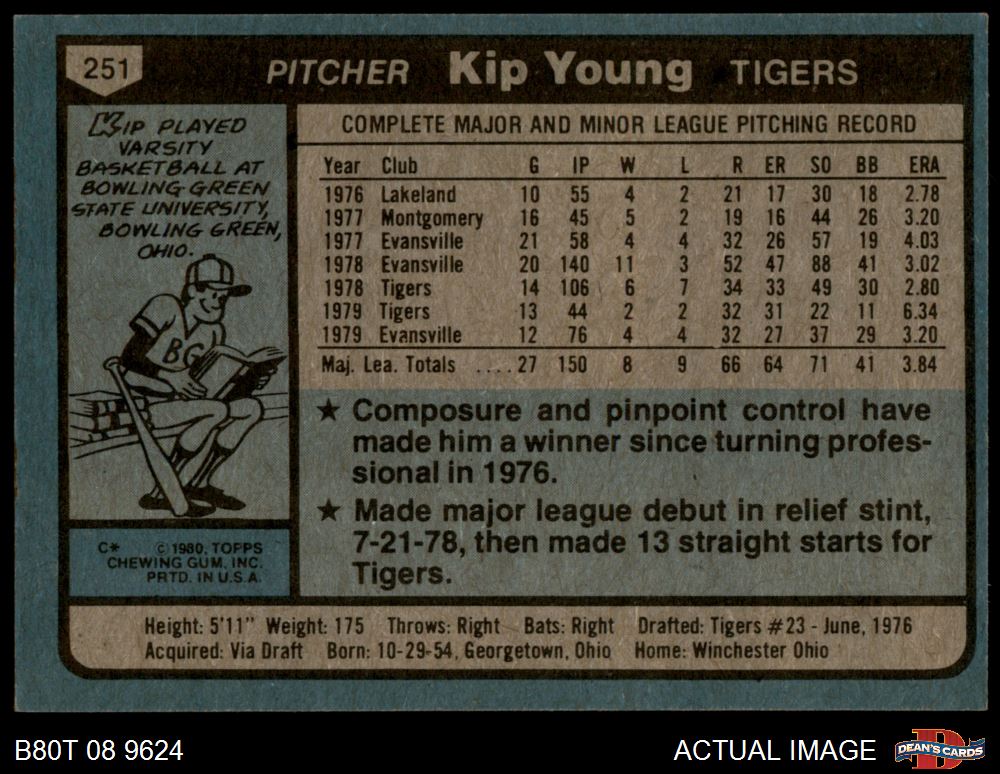 251
PITCHER Kip Young TIGERS
KIP PLAYED
VARSITY
BASKETBALL AT
BOWLING GREEN
STATE UNIVERSITY,
BOWLING GREEN,
OHIO.
BG
C* © 1980, TOPPS
CHEWING GUM, INC.
PRTD. IN U.S.A.
COMPLETE MAJOR AND MINOR LEAGUE PITCHING RECORD
Year Club G IP W L R ER SO BB ERA
1976 Lakeland 10 55 4 2 21 17 30 18 2.78
1977 Montgomery 16 45 5 2 19 16 44 26 3.20
1977 Evansville 21 58 4 4 32 26 57 19 4.03
1978 Evansville 20 140 11 3 52 47 88 41 3.02
1978 Tigers 14 106 6 7 34 33 49 30 2.80
1979 Tigers 13 44 2 2 32 31 22 11 6.34
1979 Evansville 12 76 4 4 32 27 37 29 3.20
Maj. Lea. Totals ....27 150 8 9 66 64 71 41 3.84
★ Composure and pinpoint control have
made him a winner since turning profes-
sional in 1976.
★ Made major league debut in relief stint,
7-21-78, then made 13 straight starts for
Tigers.
Height: 5'11" Weight: 175 Throws: Right Bats: Right Drafted: Tigers #23 - June, 1976
Acquired: Via Draft Born: 10-29-54, Georgetown, Ohio Home: Winchester Ohio
B80T 08 9624
ACTUAL IMAGE
D
DEAN'S CARDS